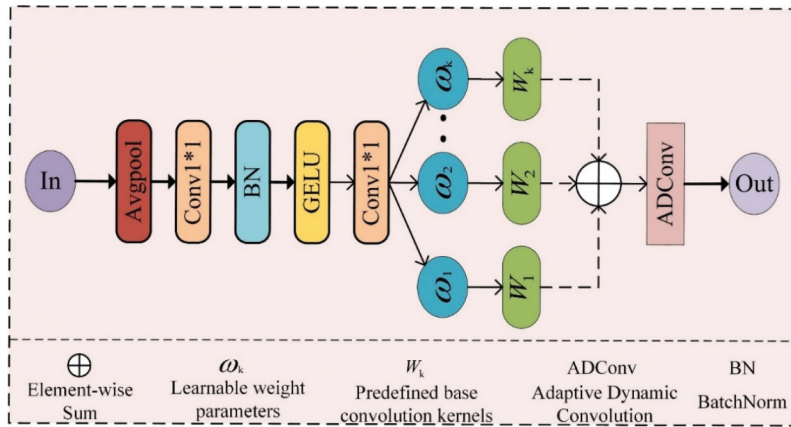 In
Avgpool
Conv1*1
BN
GELU
Conv1*1
ωk
ω2
ω1
Wk
W2
W1
ADConv
Out
Element-wise
Sum
ωk
Learnable weight
parameters
Wk
Predefined base
convolution kernels
ADConv
Adaptive Dynamic
Convolution
BN
BatchNorm